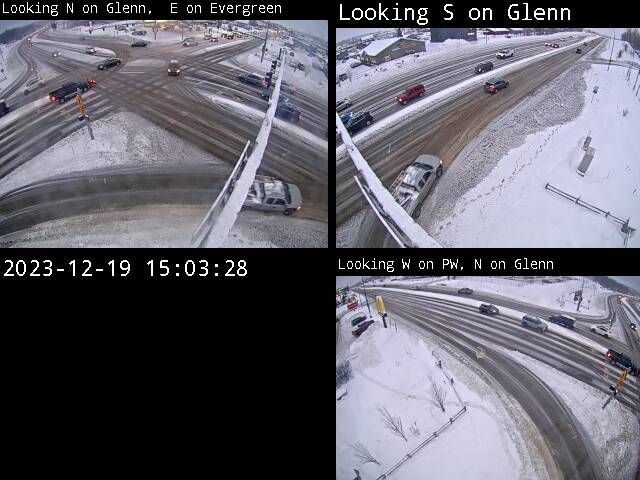 Looking N on Glenn,  E on Evergreen
Looking S on Glenn
2023-12-19 15:03:28
Looking W on PW, N on Glenn